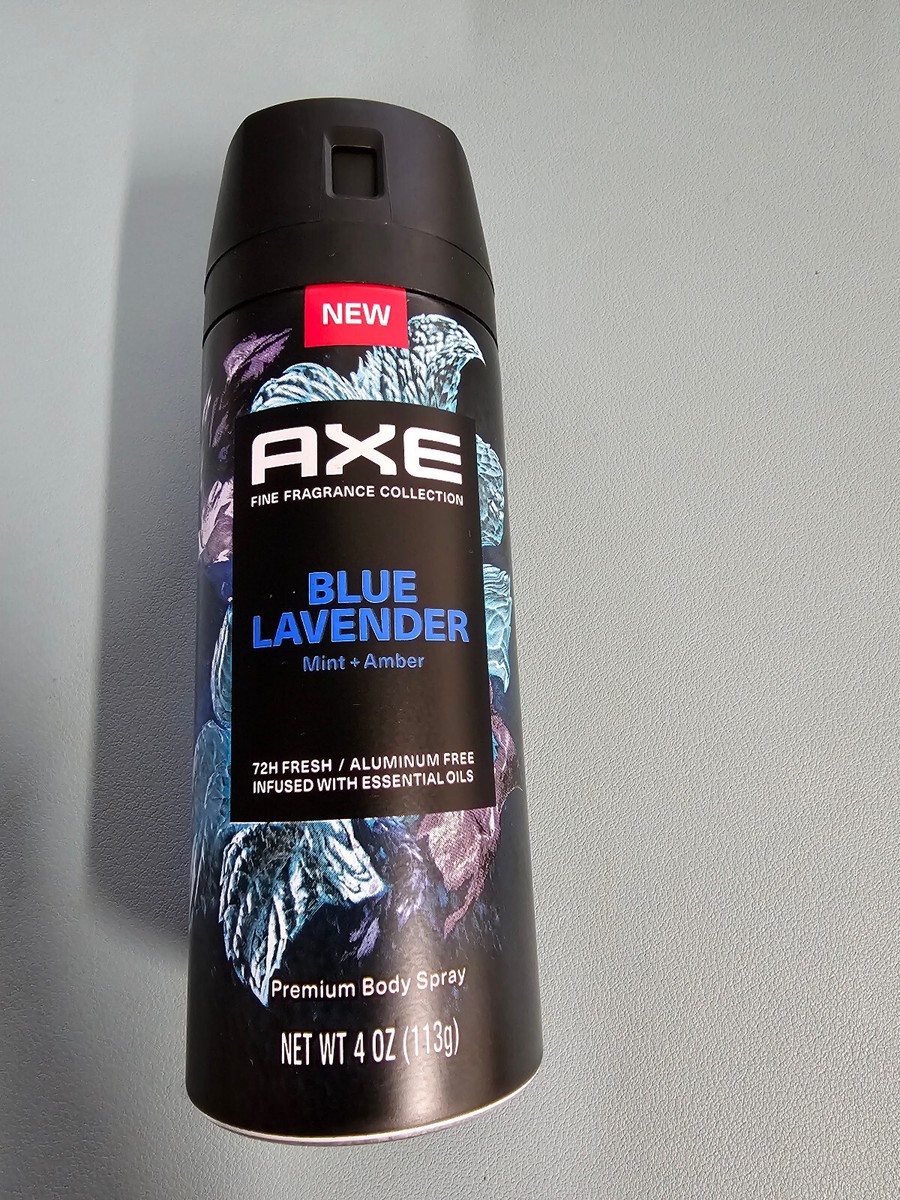 NEW
AXE
FINE FRAGRANCE COLLECTION
BLUE
LAVENDER
Mint + Amber
72H FRESH / ALUMINUM FREE
INFUSED WITH ESSENTIAL OILS
Premium Body Spray
NET WT 4 OZ (113g)